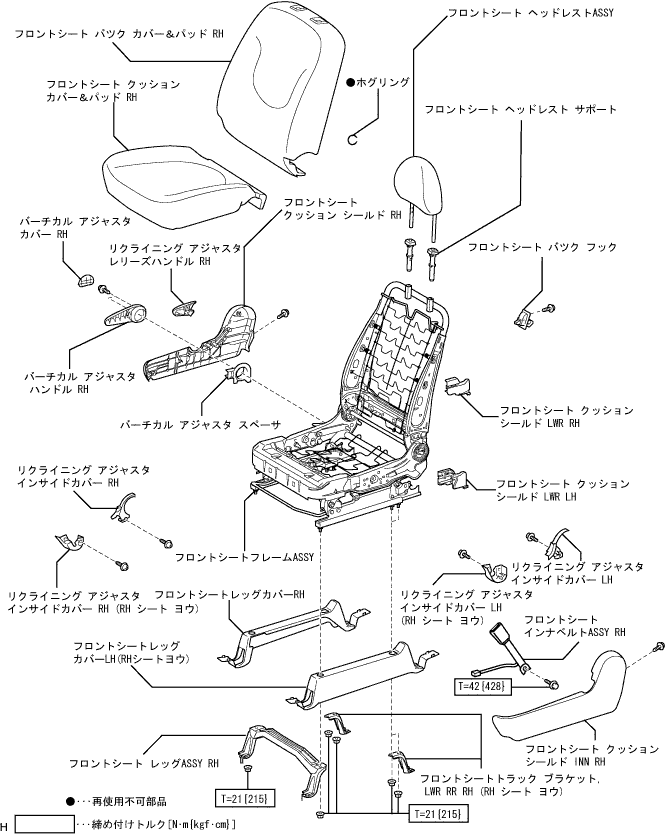 フロントシート ヘッドレストASSY
フロントシート バツク カバー＆パッド RH
フロントシート クッション
カバー＆パッド RH
●ホグリング
フロントシート ヘッドレスト サポート
フロントシート
クッション シールド RH
バーチカル アジャスタ
カバー RH
リクライニング アジャスタ
レリーズハンドル RH
フロントシート バツク フック
バーチカル アジャスタ
ハンドル RH
バーチカル アジャスタ スペーサ
フロントシート クッション
シールド LWR RH
リクライニング アジャスタ
インサイドカバー RH
フロントシート クッション
シールド LWR LH
フロントシートフレームASSY
リクライニング アジャスタ
インサイドカバー LH
リクライニング アジャスタ
インサイドカバー RH (RH シート ヨウ)
フロントシートレッグカバーRH
リクライニング アジャスタ
インサイドカバー LH
(RH シート ヨウ)
フロントシート
インナベルトASSY RH
フロントシートレッグ
カバーLH(RHシートヨウ)
T=42{428}
フロントシート レッグASSY RH
フロントシート クッション
シールド INN RH
フロントシートトラック ブラケット,
LWR RR RH (RH シート ヨウ)
T=21{215}
T=21{215}
●･･･再使用不可部品
H ･･･締め付けトルク[N･m{kgf･cm}]